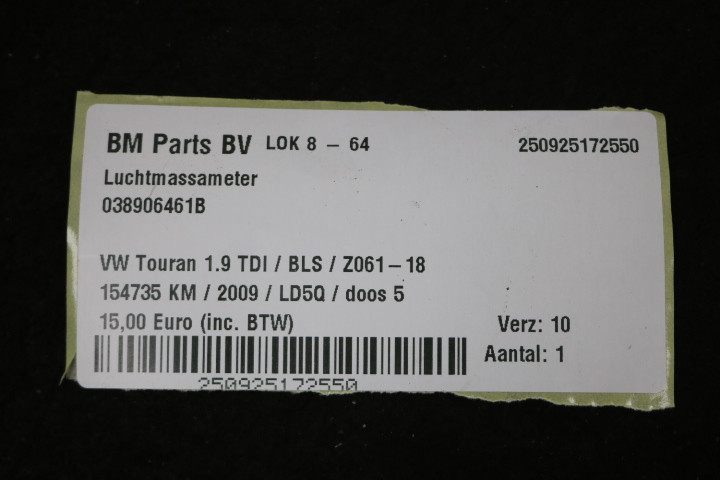 BM Parts BV LOK 8 – 64 250925172550
Luchtmassameter
038906461B
VW Touran 1.9 TDI / BLS / Z061–18
154735 KM / 2009 / LD5Q / doos 5
15,00 Euro (inc. BTW) Verz: 10
Aantal: 1
250925172550